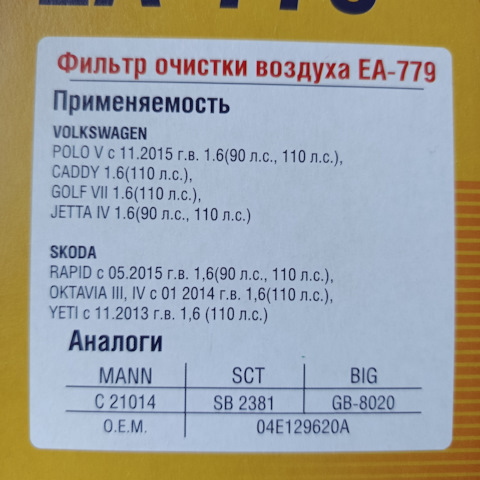 Фильтр очистки воздуха EA-779
Применяемость
VOLKSWAGEN
POLO V с 11.2015 г.в. 1.6(90 л.с., 110 л.с.),
CADDY 1.6(110 л.с.),
GOLF VII 1.6(110 л.с.),
JETTA IV 1.6(90 л.с., 110 л.с.)
SKODA
RAPID с 05.2015 г.в. 1,6(90 л.с., 110 л.с.),
OKTAVIA III, IV с 01 2014 г.в. 1,6(110 л.с.),
YETI с 11.2013 г.в. 1,6 (110 л.с.)
Аналоги
MANN SCT BIG
C 21014 SB 2381 GB-8020
O.E.M. 04E129620A